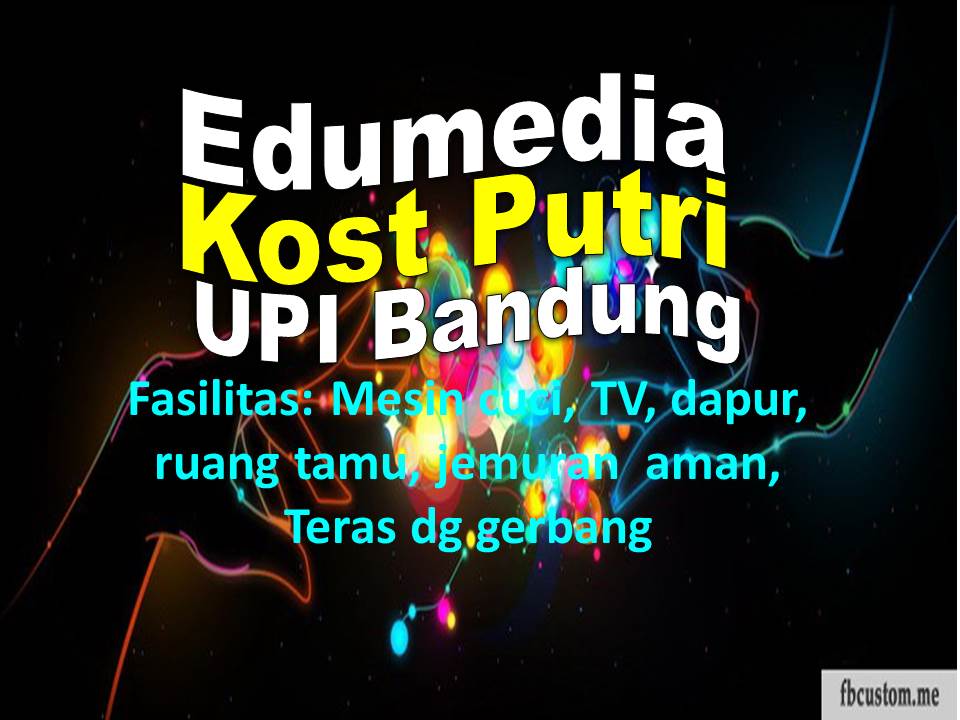 Edumedia
Kost Putri
UPI Bandung
Fasilitas: Mesin cuci, TV, dapur,
ruang tamu, jemuran aman,
Teras dg gerbang
fbcustom.me